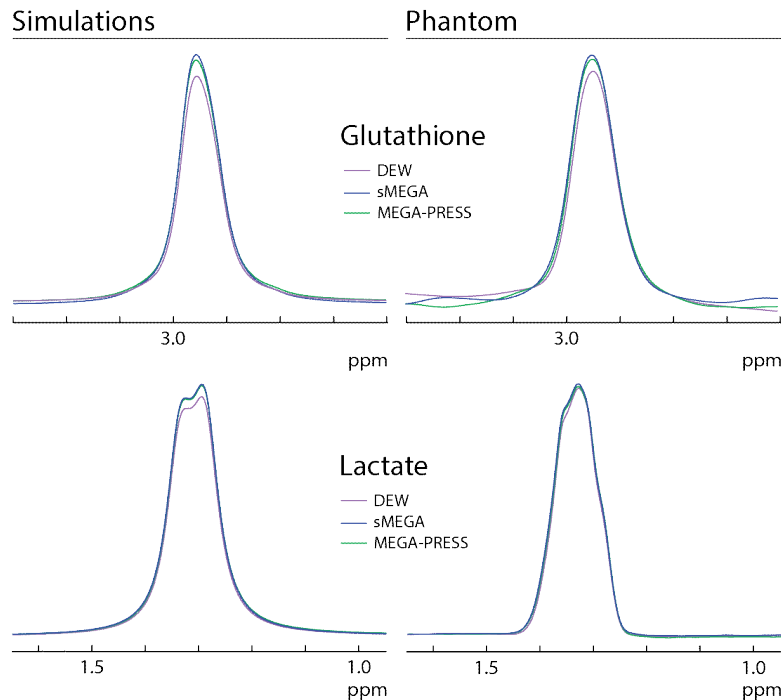 Simulations
Phantom
Glutathione
DEW
sMEGA
MEGA-PRESS
3.0
3.0
ppm
ppm
Lactate
DEW
sMEGA
MEGA-PRESS
1.5
1.0
1.5
1.0
ppm
ppm